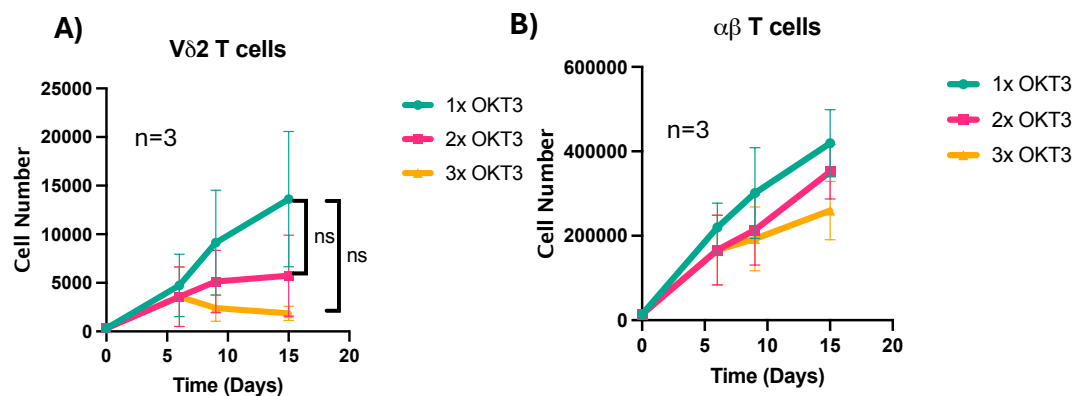 A)
Vδ2 T cells
25000
20000
15000
10000
5000
0
0 5 10 15 20
Cell Number
Time (Days)
n=3
ns
ns
1x OKT3
2x OKT3
3x OKT3
B)
αβ T cells
600000
400000
200000
0
0 5 10 15 20
Cell Number
Time (Days)
n=3
1x OKT3
2x OKT3
3x OKT3